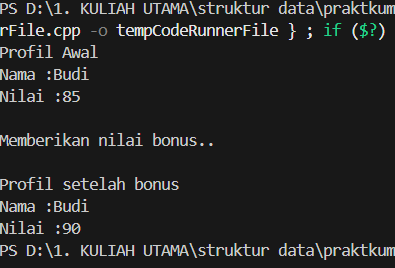 PS D:\1. KULIAH UTAMA\struktur data\praktkum
rFile.cpp -o tempCodeRunnerFile } ; if ($?)
Profil Awal
Nama :Budi
Nilai :85
Memberikan nilai bonus..
Profil setelah bonus
Nama :Budi
Nilai :90
PS D:\1. KULIAH UTAMA\struktur data\praktkum